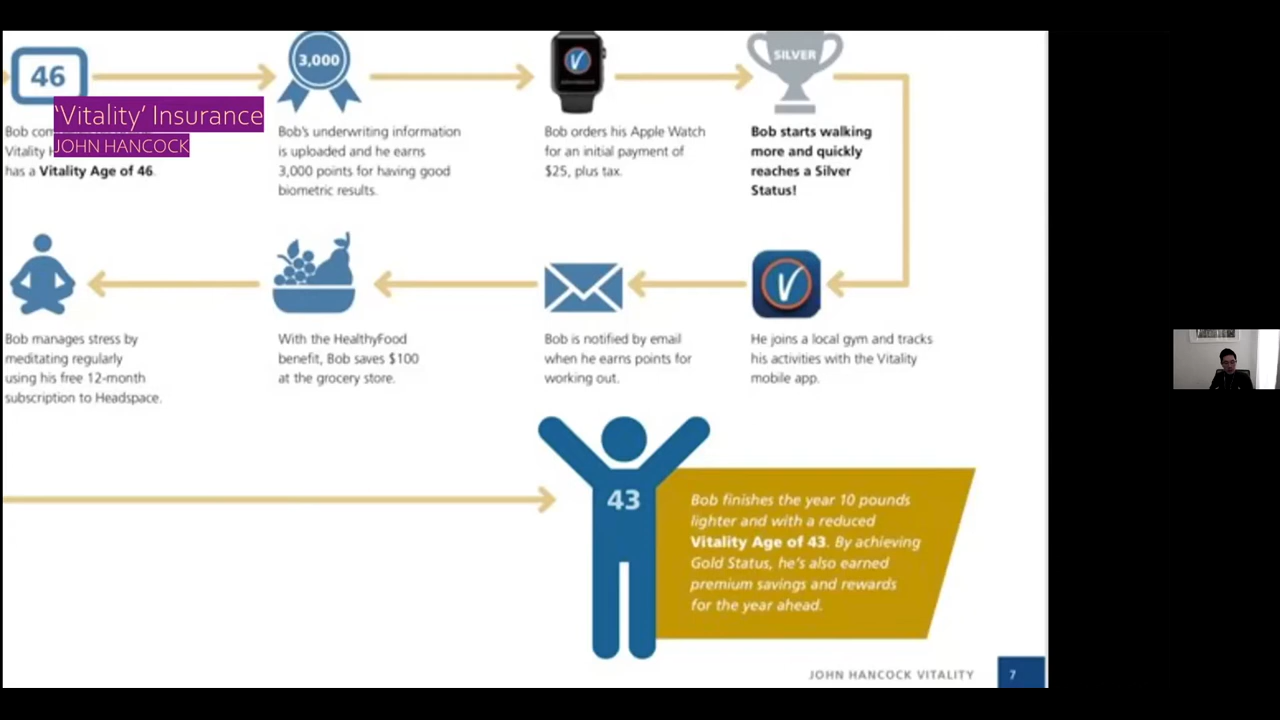 46
3,000
SILVER
'Vitality' Insurance
JOHN HANCOCK
Bob
Vitality
has a Vitality Age of 46.
Bob's underwriting information
is uploaded and he earns
3,000 points for having good
biometric results.
Bob orders his Apple Watch
for an initial payment of
$25, plus tax.
Bob starts walking
more and quickly
reaches a Silver
Status!
Bob manages stress by
meditating regularly
using his free 12-month
subscription to Headspace.
With the HealthyFood
benefit, Bob saves $100
at the grocery store.
Bob is notified by email
when he earns points for
working out.
He joins a local gym and tracks
his activities with the Vitality
mobile app.
43
Bob finishes the year 10 pounds
lighter and with a reduced
Vitality Age of 43. By achieving
Gold Status, he's also earned
premium savings and rewards
for the year ahead.
JOHN HANCOCK VITALITY
7